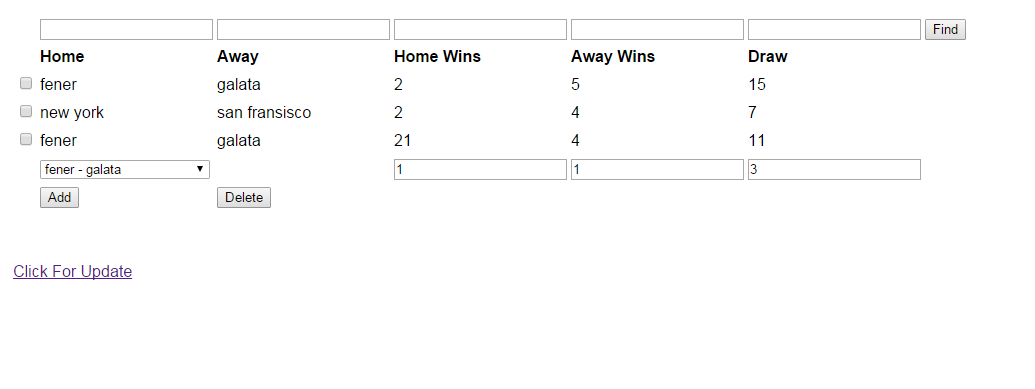 Find
Home Away Home Wins Away Wins Draw
fener galata 2 5 15
new york san fransisco 2 4 7
fener galata 21 4 11
fener - galata 1 1 3
Add Delete
Click For Update